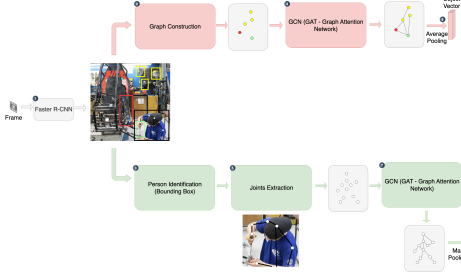 Vector
Graph Construction
GCN (GAT - Graph Attention
Network)
Average
Pooling
Faster R-CNN
Frame
Person Identification
(Bounding Box)
Joints Extraction
GCN (GAT - Graph Attention
Network)
Ma
Pooli